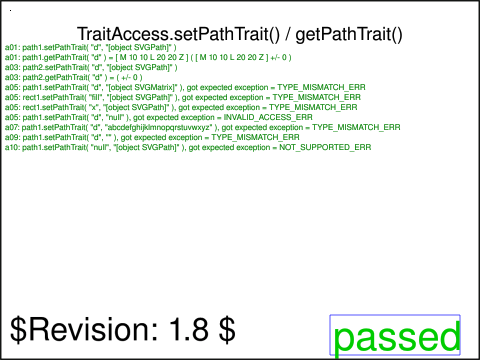 TraitAccess.setPathTrait() / getPathTrait()
a01: path1.setPathTrait( "d", "[object SVGPath]" )
a01: path1.getPathTrait( "d" ) = [ M 10 10 L 20 20 Z ] ( [ M 10 10 L 20 20 Z ] +/- 0 )
a03: path2.setPathTrait( "d", "[object SVGPath]" )
a03: path2.getPathTrait( "d" ) = ( +/- 0 )
a05: path1.setPathTrait( "d", "[object SVGMatrix]" ), got expected exception = TYPE_MISMATCH_ERR
a05: rect1.setPathTrait( "fill", "[object SVGPath]" ), got expected exception = TYPE_MISMATCH_ERR
a05: rect1.setPathTrait( "x", "[object SVGPath]" ), got expected exception = TYPE_MISMATCH_ERR
a05: path1.setPathTrait( "d", "null" ), got expected exception = INVALID_ACCESS_ERR
a07: path1.setPathTrait( "d", "abcdefghijklmnopqrstuvwxyz" ), got expected exception = TYPE_MISMATCH_ERR
a09: path1.setPathTrait( "d", "" ), got expected exception = TYPE_MISMATCH_ERR
a10: path1.setPathTrait( "null", "[object SVGPath]" ), got expected exception = NOT_SUPPORTED_ERR
$Revision: 1.8 $
passed